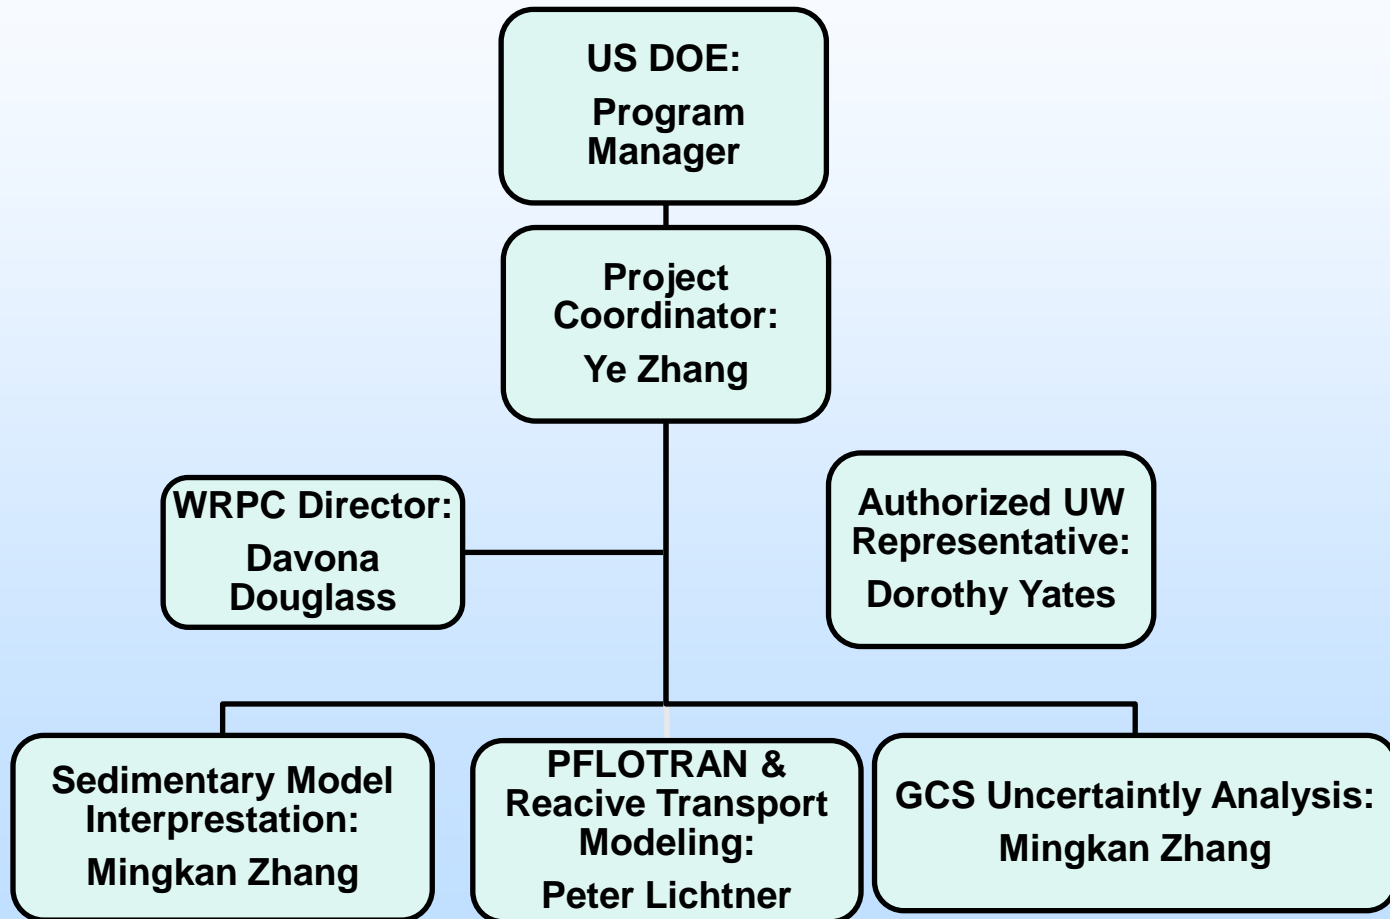 US DOE:
Program
Manager
Project
Coordinator:
Ye Zhang
WRPC Director:
Davona
Douglass
Authorized UW
Representative:
Dorothy Yates
Sedimentary Model
Interprestation:
Mingkan Zhang
PFLOTRAN &
Reacive Transport
Modeling:
Peter Lichtner
GCS Uncertaintly Analysis:
Mingkan Zhang